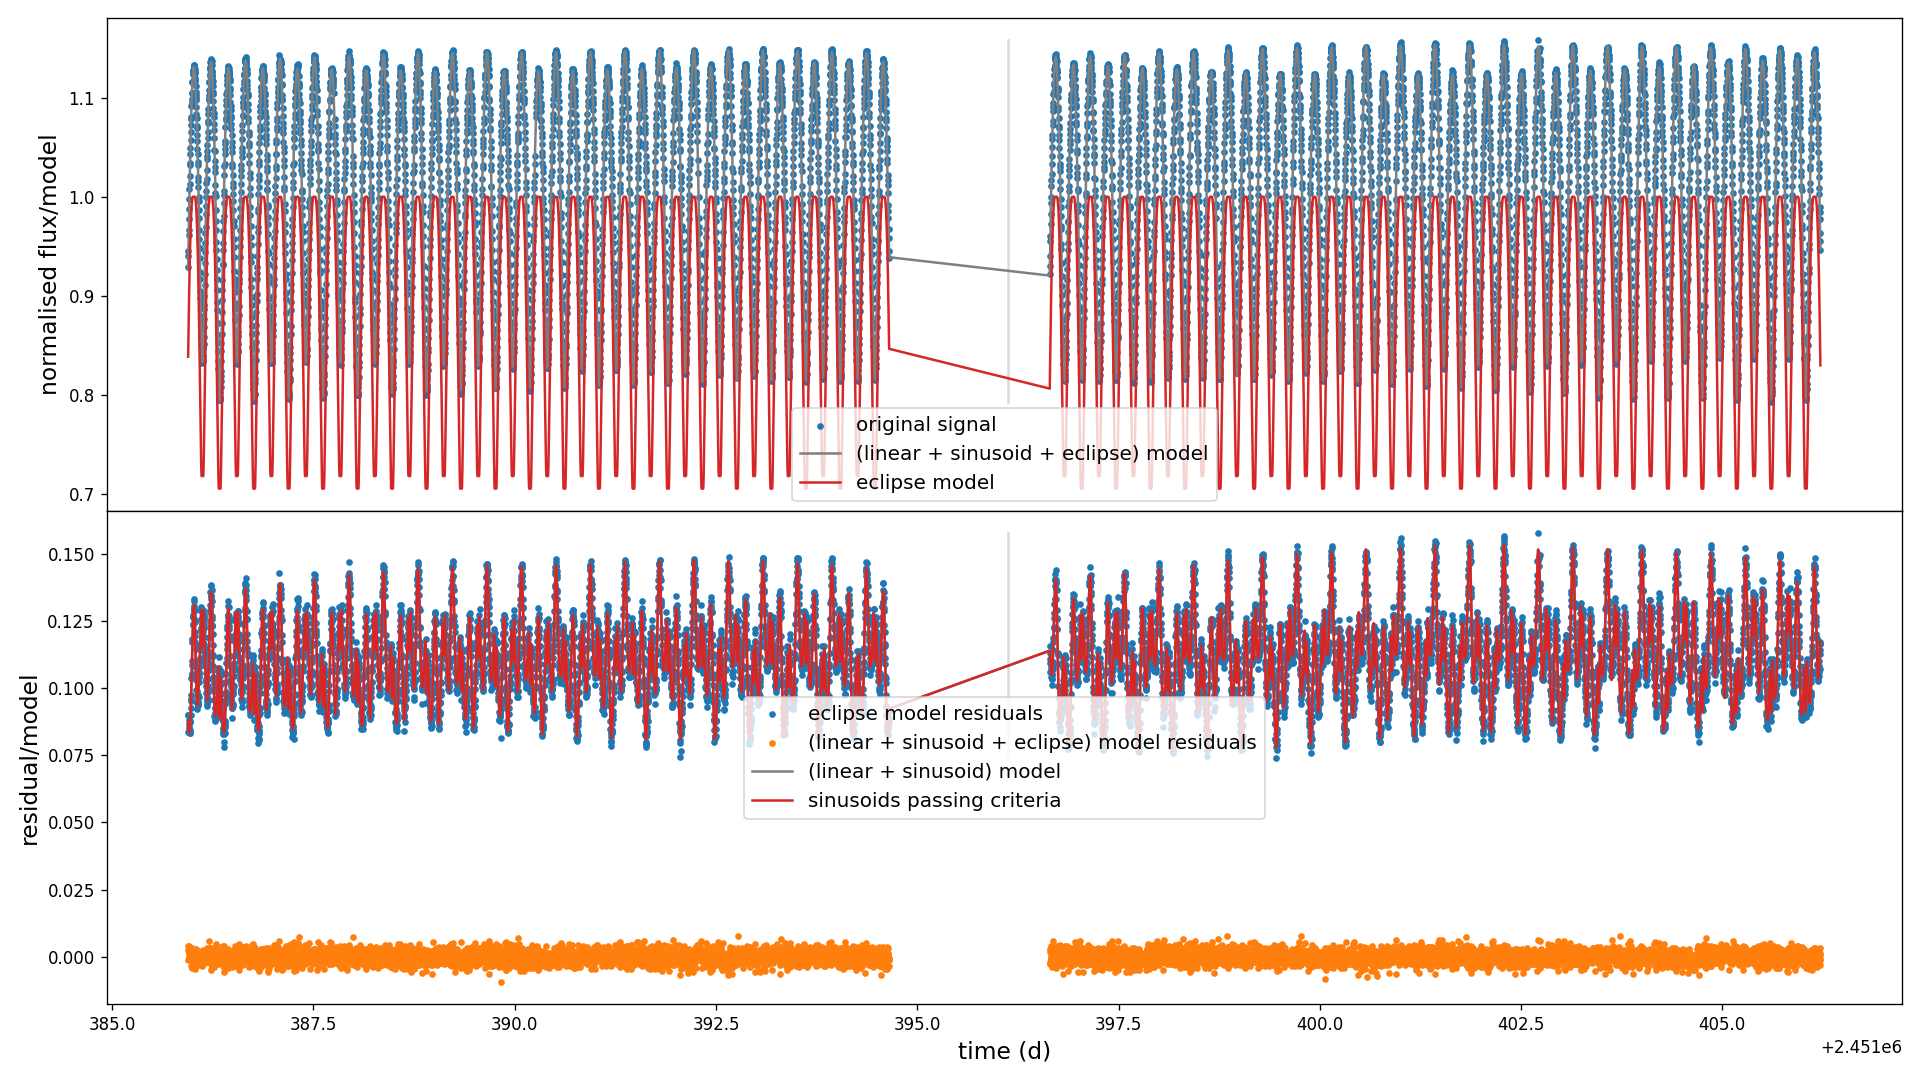 normalised flux/model
1.1
1.0
0.9
0.8
0.7
original signal
(linear + sinusoid + eclipse) model
eclipse model
residual/model
0.150
0.125
0.100
0.075
0.050
0.025
0.000
eclipse model residuals
(linear + sinusoid + eclipse) model residuals
(linear + sinusoid) model
sinusoids passing criteria
385.0 387.5 390.0 392.5 395.0 397.5 400.0 402.5 405.0
time (d)
+2.451e6